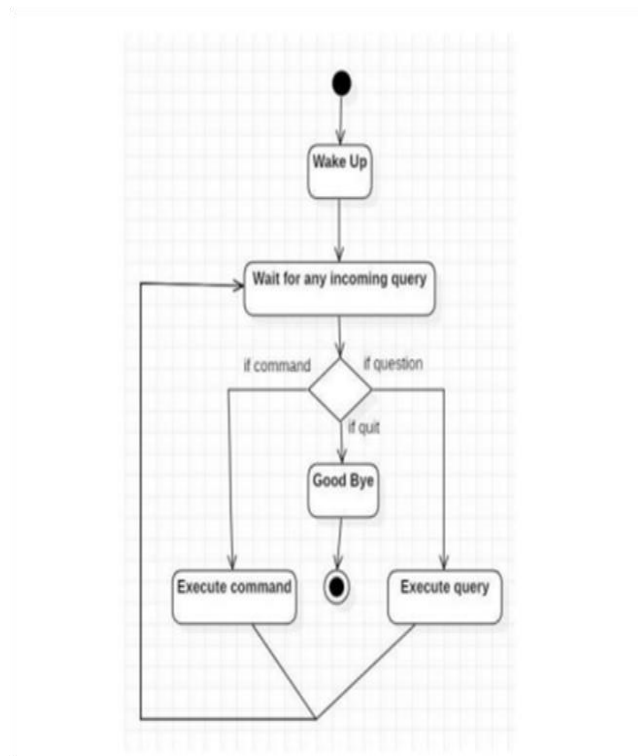 Wake Up
Wait for any incoming query
if command
if question
if quit
Good Bye
Execute command
Execute query